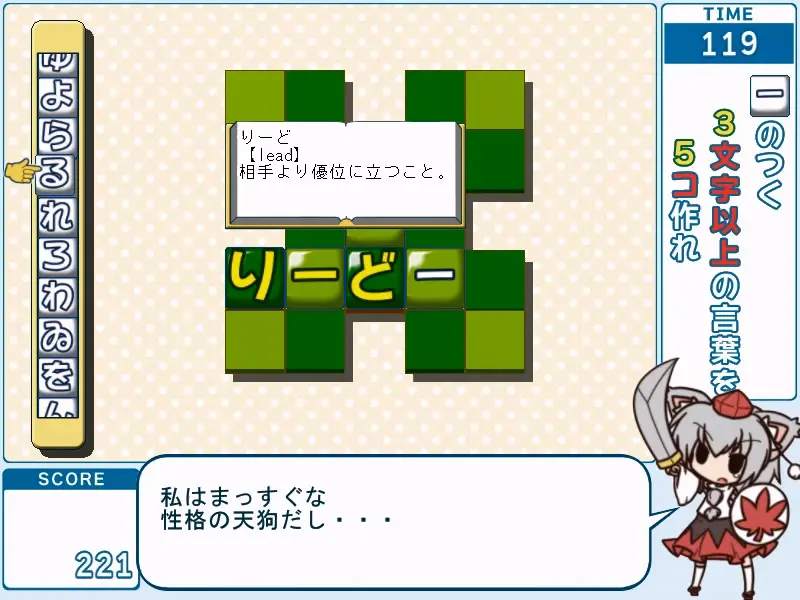 ゆ
よ
ら
る
れ
ろ
わ
ゐ
を
ん
りーど
【lead】
相手より優位に立つこと。
りーどー
TIME
119
ーのつく
3文字以上の言葉を
5コ作れ
SCORE
221
私はまっすぐな
性格の天狗だし・・・